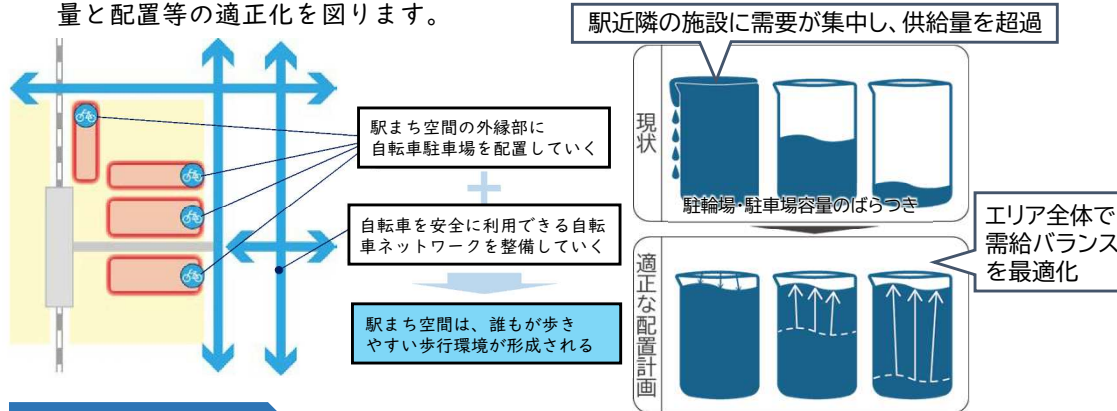 量と配置等の適正化を図ります。
駅まち空間の外縁部に
自転車駐車場を配置していく
自転車を安全に利用できる自転
車ネットワークを整備していく
駅まち空間は、誰もが歩き
やすい歩行環境が形成される
駅近隣の施設に需要が集中し、供給量を超過
現状
駐輪場・駐車場容量のばらつき
適正な配置計画
エリア全体で
需給バランス
を最適化